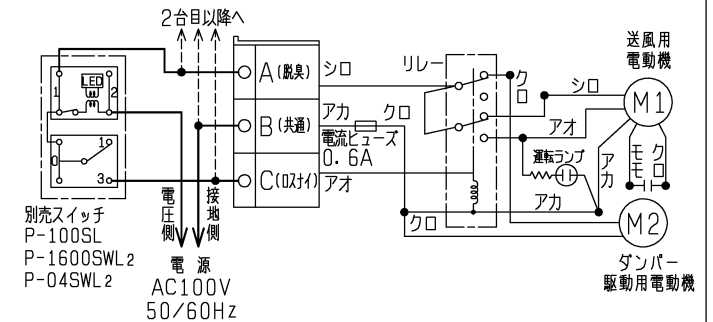 2台目以降へ
LED
1
2
1
0
3
別売スイッチ
P-100SL
P-1600SWL2
P-04SWL2
A(脱臭)
B(共通)
C(ロスナイ)
電圧側
接地側
電源
AC100V
50/60Hz
シロ
アカ
クロ
電流ヒューズ
0.6A
アオ
クロ
リレー
クロ
シロ
アオ
運転ランプ
アカ
アカ
モモ
クロ
送風用
電動機
M1
M2
ダンパー
駆動用電動機